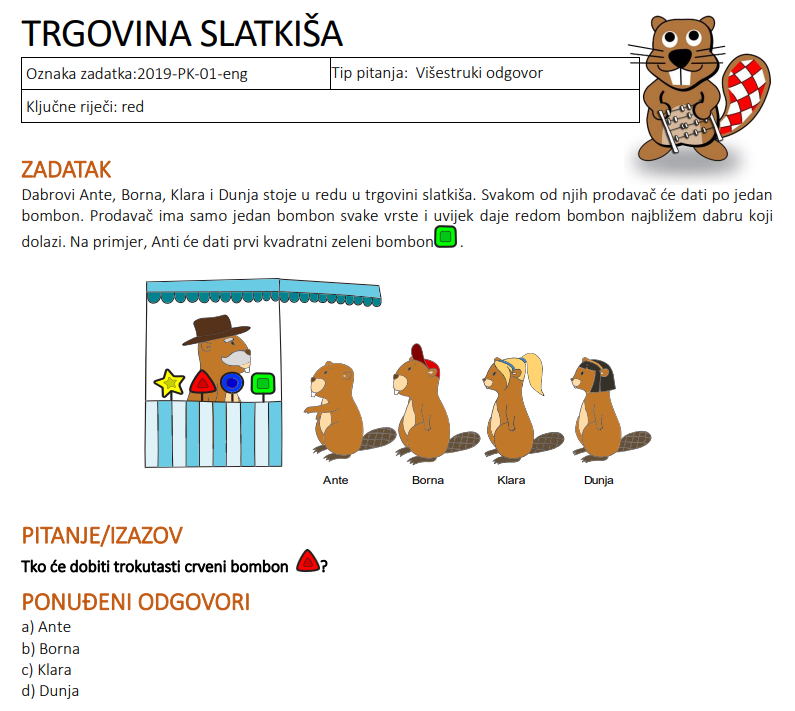 TRGOVINA SLATKIŠA
Oznaka zadatka:2019-PK-01-eng
Tip pitanja: Višestruki odgovor
Ključne riječi: red
ZADATAK
Dabrovi Ante, Borna, Klara i Dunja stoje u redu u trgovini slatkiša. Svakom od njih prodavač će dati po jedan
bombon. Prodavač ima samo jedan bombon svake vrste i uvijek daje redom bombon najbližem dabru koji
dolazi. Na primjer, Anti će dati prvi kvadratni zeleni bombon .
Ante
Borna
Klara
Dunja
PITANJE/IZAZOV
Tko će dobiti trokutasti crveni bombon ?
PONUĐENI ODGOVORI
a) Ante
b) Borna
c) Klara
d) Dunja